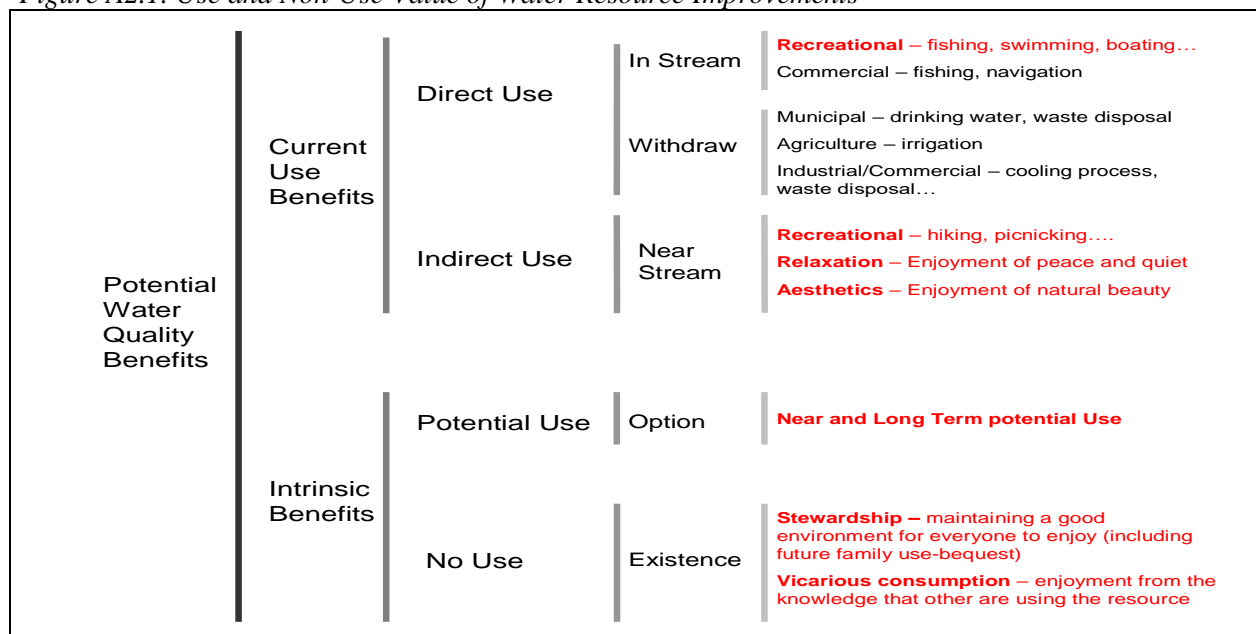 Figure A2.1: Use and Non Use Value of Water Resource Improvements
Potential
Water
Quality
Benefits
Current
Use
Benefits
Direct Use
In Stream
Recreational – fishing, swimming, boating…
Commercial – fishing, navigation
Withdraw
Municipal – drinking water, waste disposal
Agriculture – irrigation
Industrial/Commercial – cooling process,
waste disposal…
Indirect Use
Near
Stream
Recreational – hiking, picnicking….
Relaxation – Enjoyment of peace and quiet
Aesthetics – Enjoyment of natural beauty
Intrinsic
Benefits
Potential Use
Option
Near and Long Term potential Use
No Use
Existence
Stewardship – maintaining a good
environment for everyone to enjoy (including
future family use-bequest)
Vicarious consumption – enjoyment from the
knowledge that other are using the resource